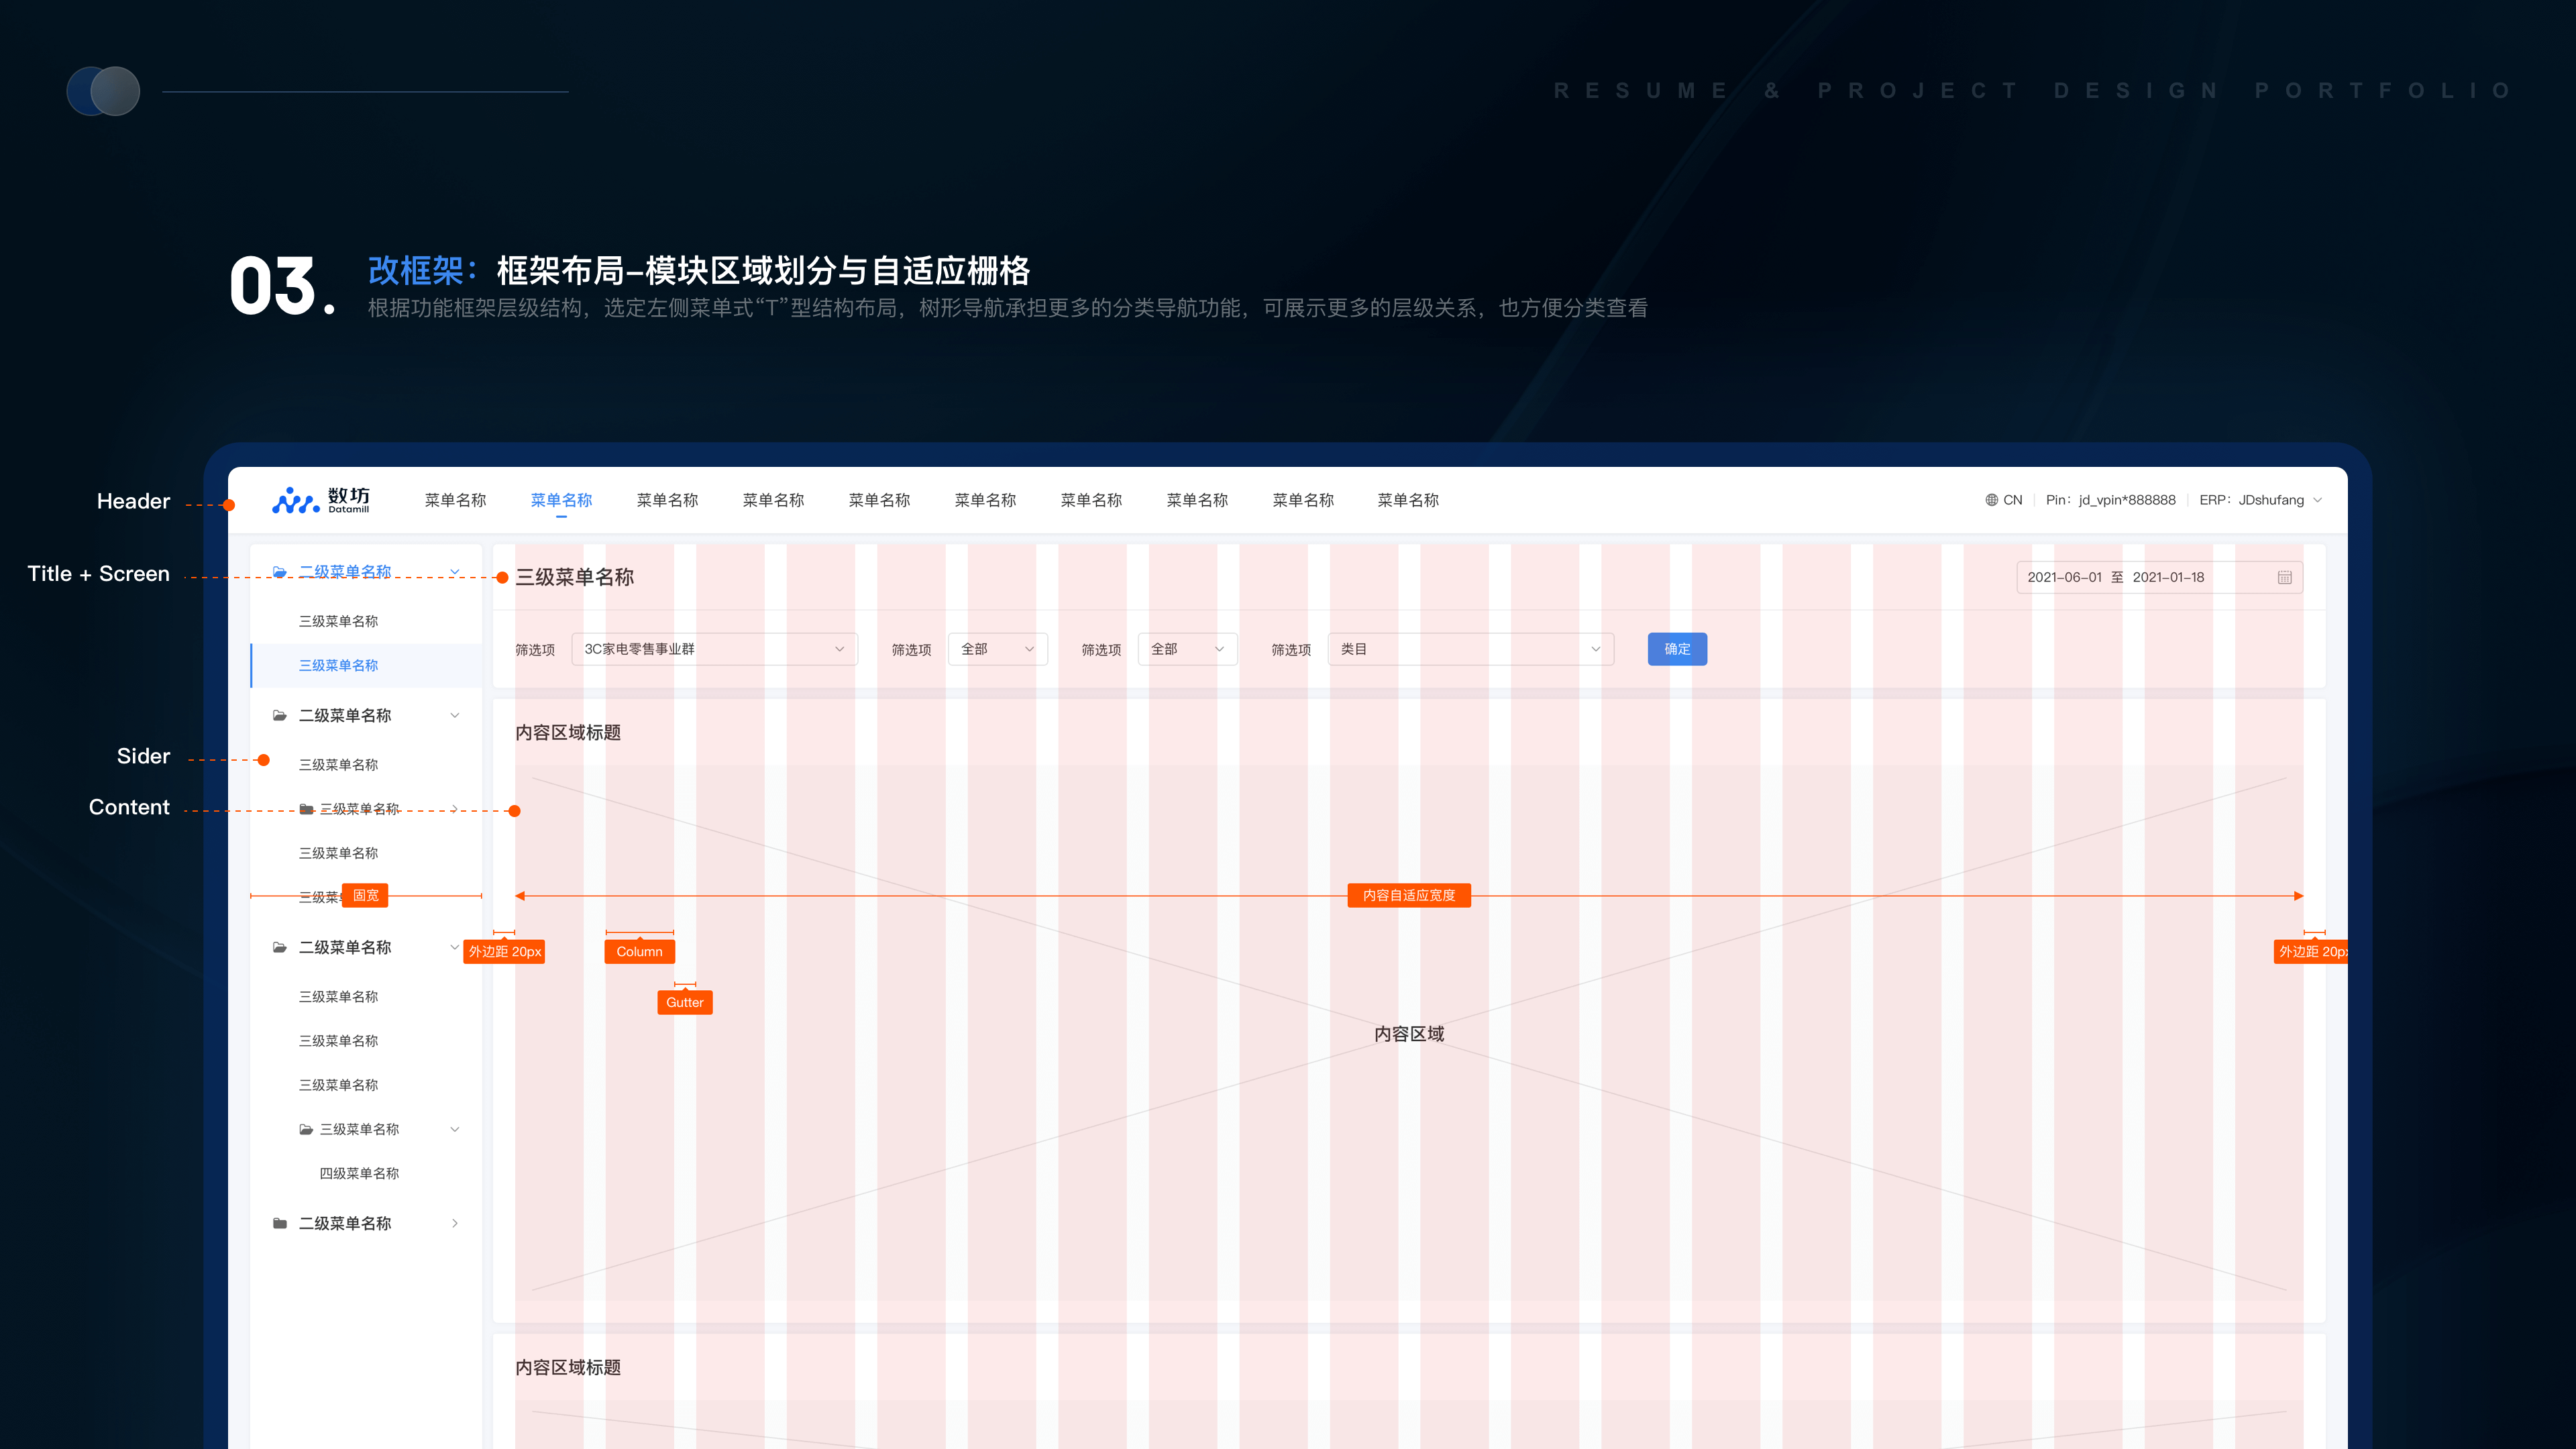 RESUME & PROJECT DESIGN PORTFOLIO
03.
改框架：框架布局–模块区域划分与自适应栅格
根据功能框架层级结构，选定左侧菜单式“T”型结构布局，树形导航承担更多的分类导航功能，可展示更多的层级关系，也方便分类查看
Header
数坊
Datamill
菜单名称 菜单名称 菜单名称 菜单名称 菜单名称 菜单名称 菜单名称 菜单名称 菜单名称 菜单名称
CN Pin：jd_vpin*888888 ERP：JDshufang
Title + Screen
二级菜单名称
三级菜单名称
三级菜单名称
二级菜单名称
Sider
三级菜单名称
Content
三级菜单名称
三级菜单名称
三级菜
固宽
二级菜单名称
三级菜单名称
三级菜单名称
三级菜单名称
三级菜单名称
四级菜单名称
二级菜单名称
三级菜单名称
2021–06–01 至 2021–01–18
筛选项 3C家电零售事业群 筛选项 全部 筛选项 全部 筛选项 类目 确定
内容区域标题
内容自适应宽度
外边距 20px
Column
外边距 20p
Gutter
内容区域
内容区域标题